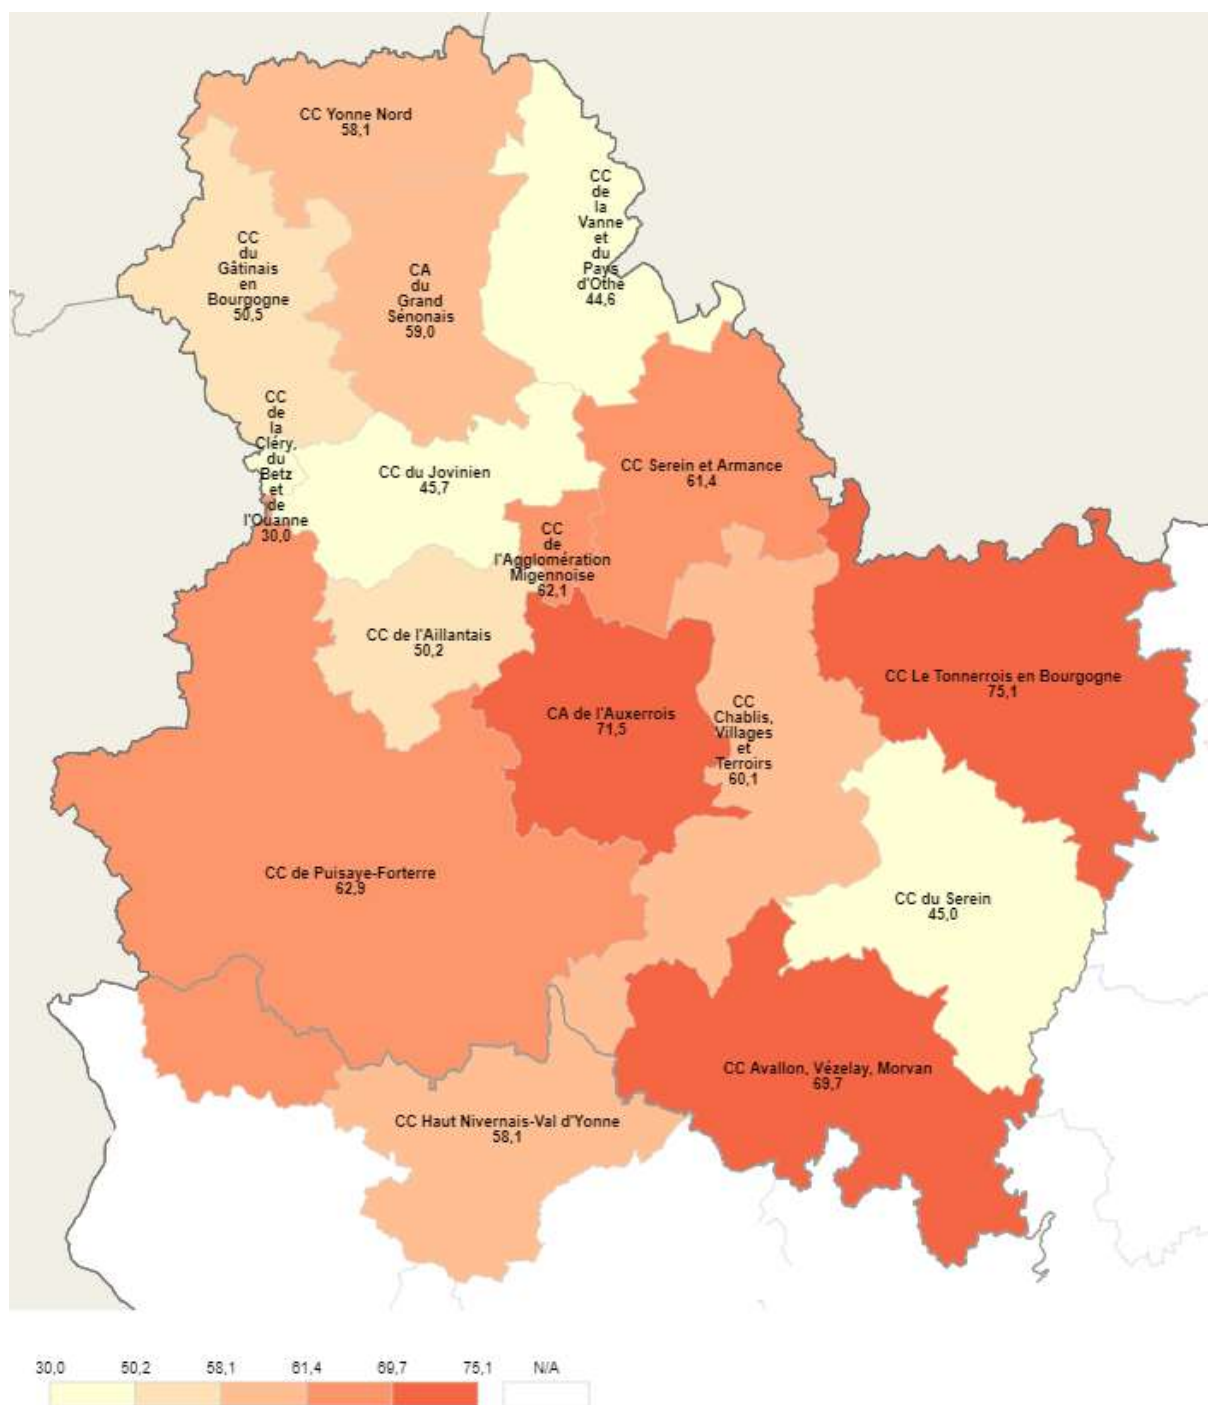 CC Yonne Nord
58,1
CC
de
la
Vanne
et
du
Pays
d'Othe
44,6
CC
du
Gâtinais
en
Bourgogne
50,5
CA
du
Grand
Sénonais
59,0
CC
de
la
Cléry,
du
Betz
et
de
l'Ouanne
30,0
CC du Jovinien
45,7
CC Serein et Armance
61,4
CC
de
l'Agglomération
Migennoise
62,1
CC de l'Aillantais
50,2
CC Le Tonnerrois en Bourgogne
75,1
CA de l'Auxerrois
71,5
CC
Chablis,
Villages
et
Terroirs
60,1
CC de Puisaye-Forterre
62,9
CC du Serein
45,0
CC Avallon, Vézelay, Morvan
69,7
CC Haut Nivernais-Val d'Yonne
58,1
30,0 50,2 58,1 61,4 69,7 75,1 N/A